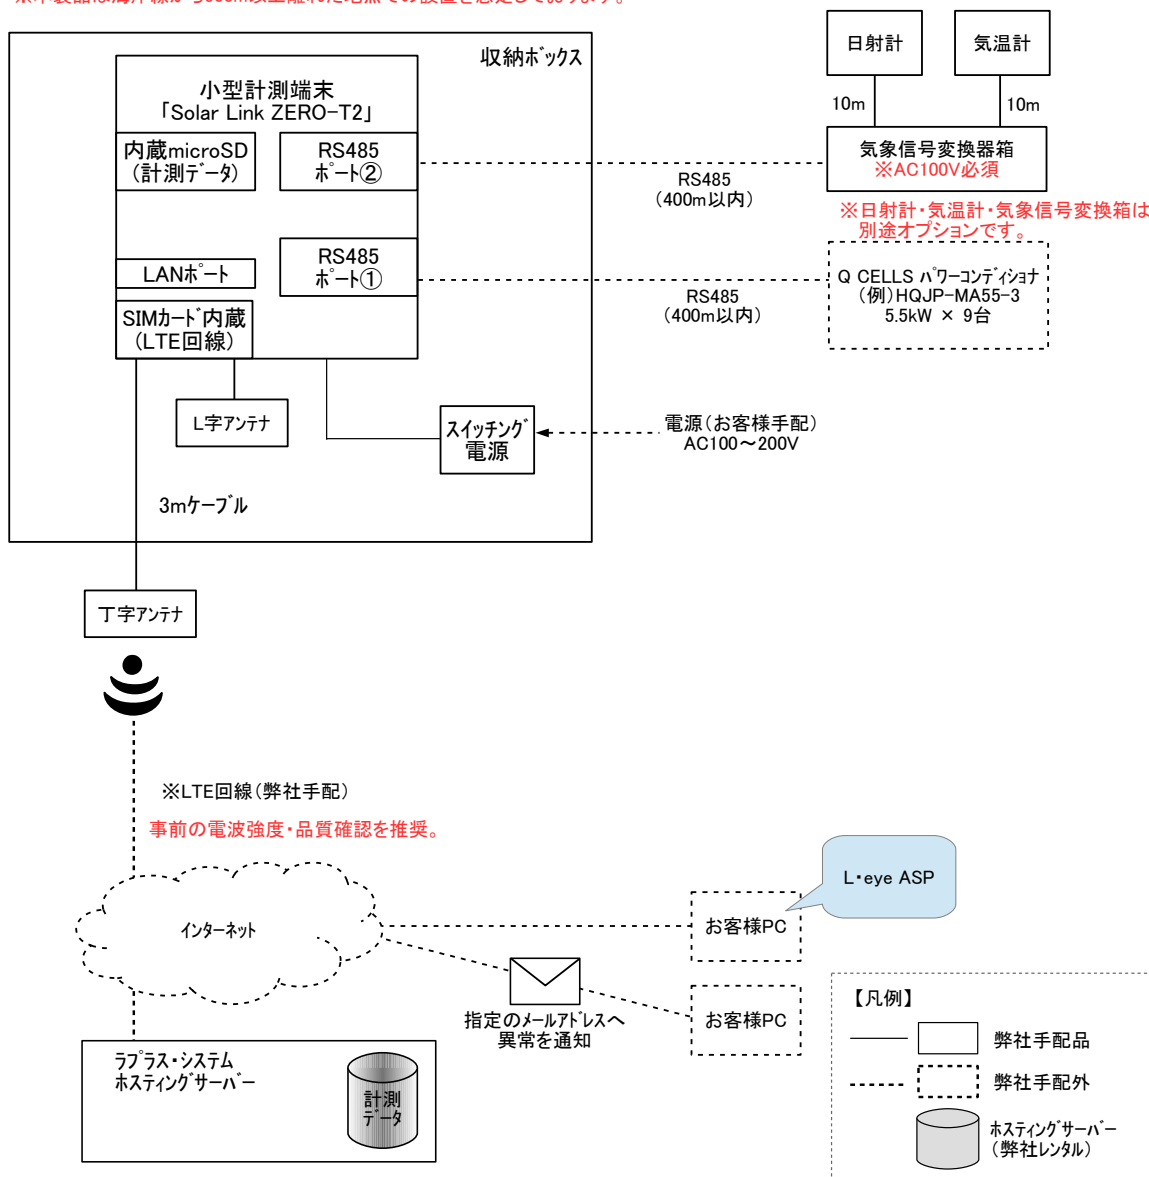 収納ボックス
小型計測端末
「Solar Link ZERO-T2」
内蔵microSD
(計測データ)
RS485
ポート②
LANポート
RS485
ポート①
SIMカード内蔵
(LTE回線)
L字アンテナ
スイッチング
電源
3mケーブル
丁字アンテナ
日射計
気温計
10m
10m
気象信号変換器箱
※AC100V必須
RS485
(400m以内)
※日射計・気温計・気象信号変換箱は
別途オプションです。
RS485
(400m以内)
Q CELLS パワーコンディショナ
(例)HQJP-MA55-3
5.5kW × 9台
電源(お客様手配)
AC100～200V
※LTE回線(弊社手配)
事前の電波強度・品質確認を推奨。
インターネット
L・eye ASP
お客様PC
指定のメールアドレスへ
異常を通知
お客様PC
ラプラス・システム
ホスティングサーバー
計測
データ
【凡例】
弊社手配品
弊社手配外
ホスティングサーバー
(弊社レンタル)